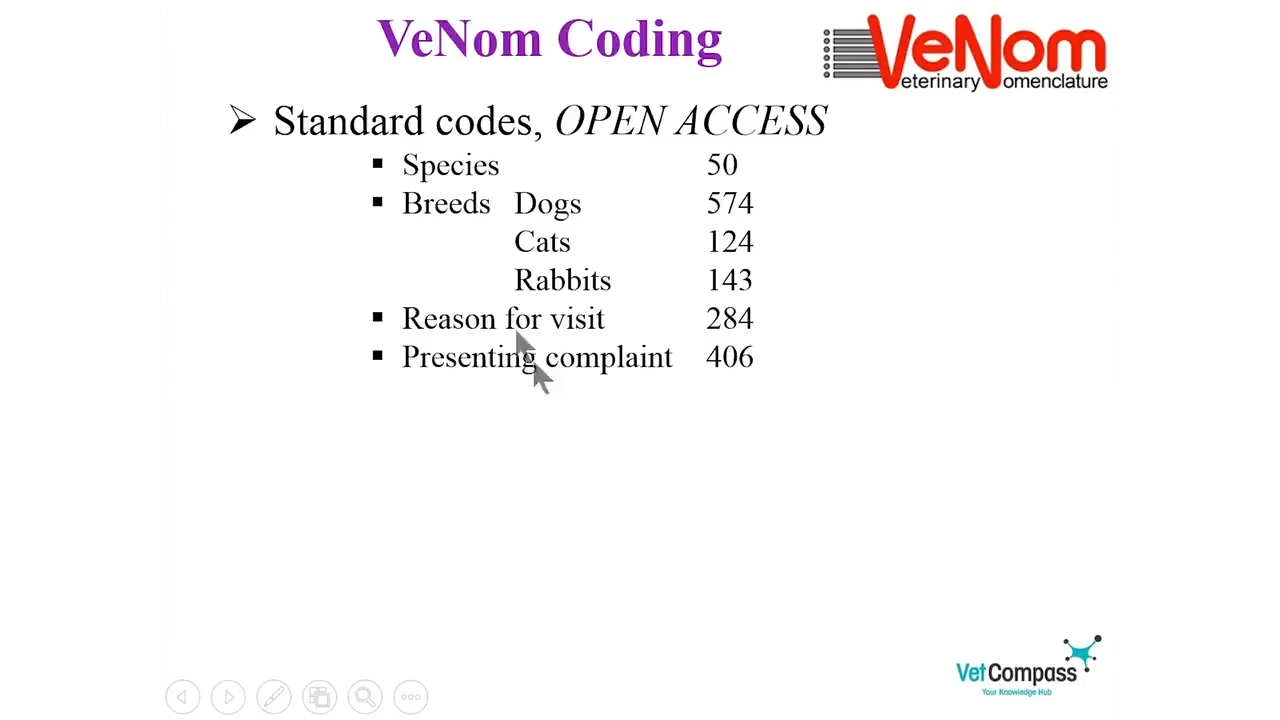 VeNom Coding
VeNom
Veterinary Nomenclature
Standard codes, OPEN ACCESS
Species 50
Breeds Dogs 574
Cats 124
Rabbits 143
Reason for visit 284
Presenting complaint 406
VetCompass
Your Knowledge Hub